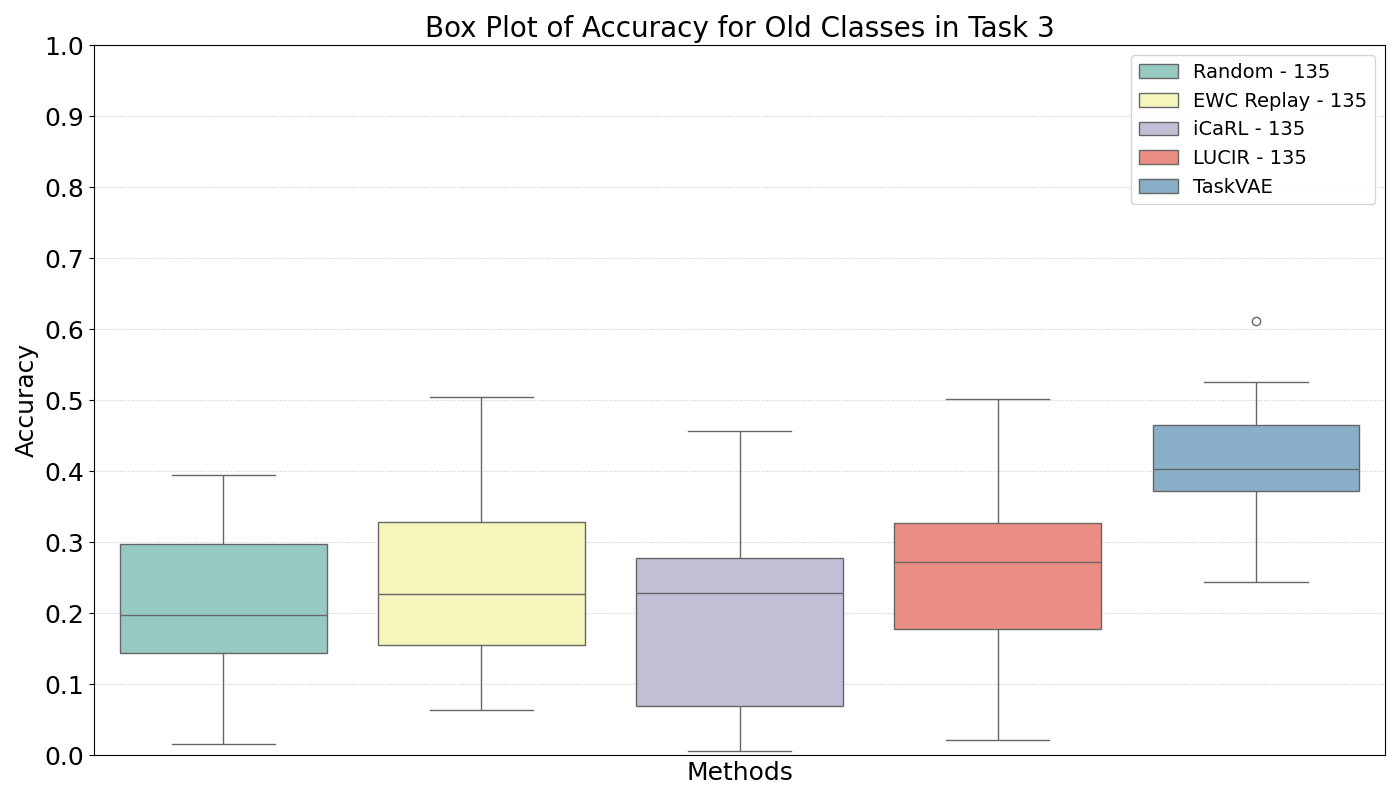 Box Plot of Accuracy for Old Classes in Task 3
1.0
0.9
0.8
0.7
0.6
0.5
0.4
0.3
0.2
0.1
0.0
Accuracy
Methods
Random - 135
EWC Replay - 135
iCaRL - 135
LUCIR - 135
TaskVAE